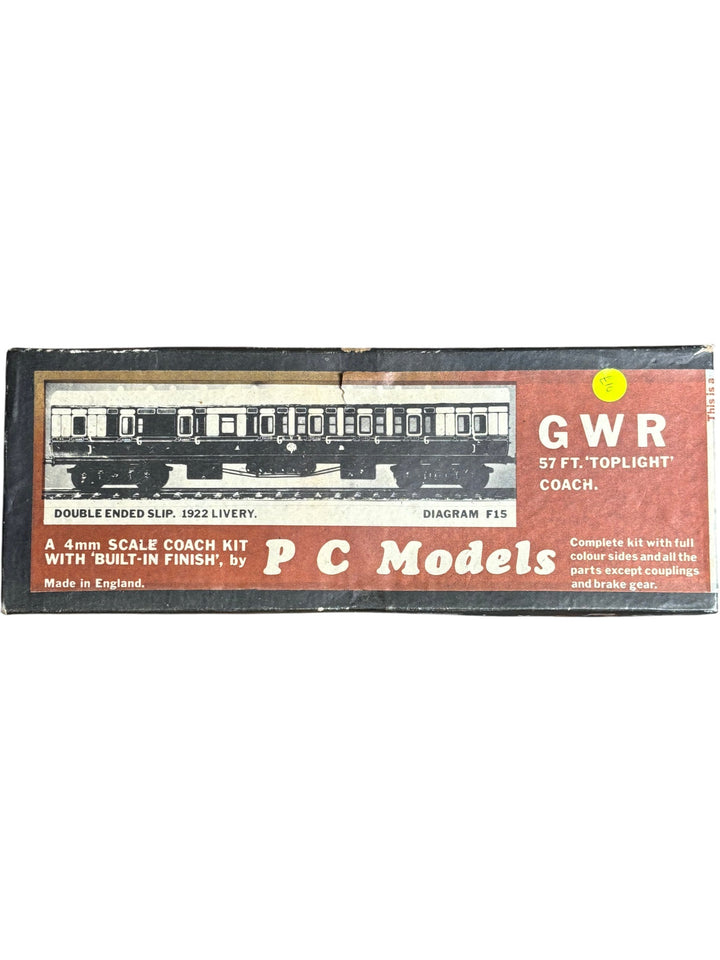 GWR
57 FT. 'TOPLIGHT'
COACH.
DOUBLE ENDED SLIP. 1922 LIVERY. DIAGRAM F15
A 4mm SCALE COACH KIT
WITH 'BUILT-IN FINISH', by
P C Models
Made in England.
Complete kit with full
colour sides and all the
parts except couplings
and brake gear.
This is a